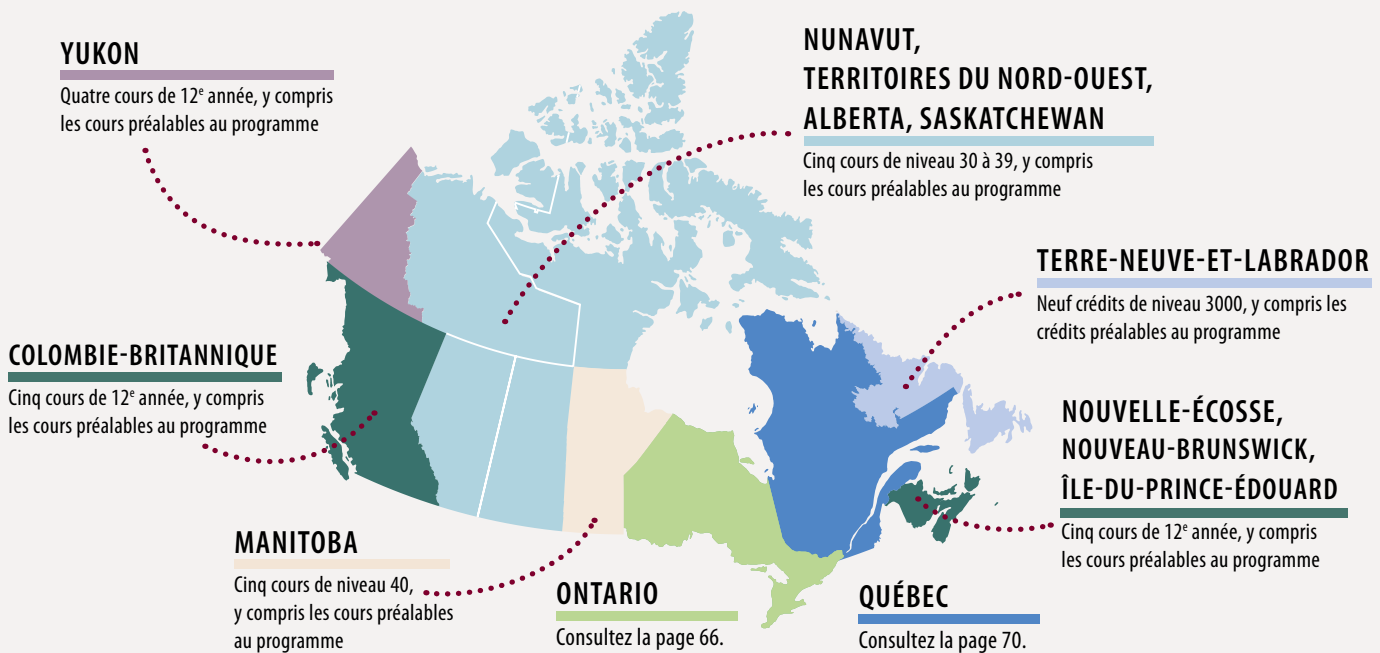 YUKON
Quatre cours de 12e année, y compris
les cours préalables au programme
NUNAVUT,
TERRITOIRES DU NORD-OUEST,
ALBERTA, SASKATCHEWAN
Cinq cours de niveau 30 à 39, y compris
les cours préalables au programme
TERRE-NEUVE-ET-LABRADOR
Neuf crédits de niveau 3000, y compris les
crédits préalables au programme
COLOMBIE-BRITANNIQUE
Cinq cours de 12e année, y compris
les cours préalables au programme
NOUVELLE-ÉCOSSE,
NOUVEAU-BRUNSWICK,
ÎLE-DU-PRINCE-ÉDOUARD
Cinq cours de 12e année, y compris
les cours préalables au programme
MANITOBA
Cinq cours de niveau 40,
y compris les cours préalables
au programme
ONTARIO
Consultez la page 66.
QUÉBEC
Consultez la page 70.